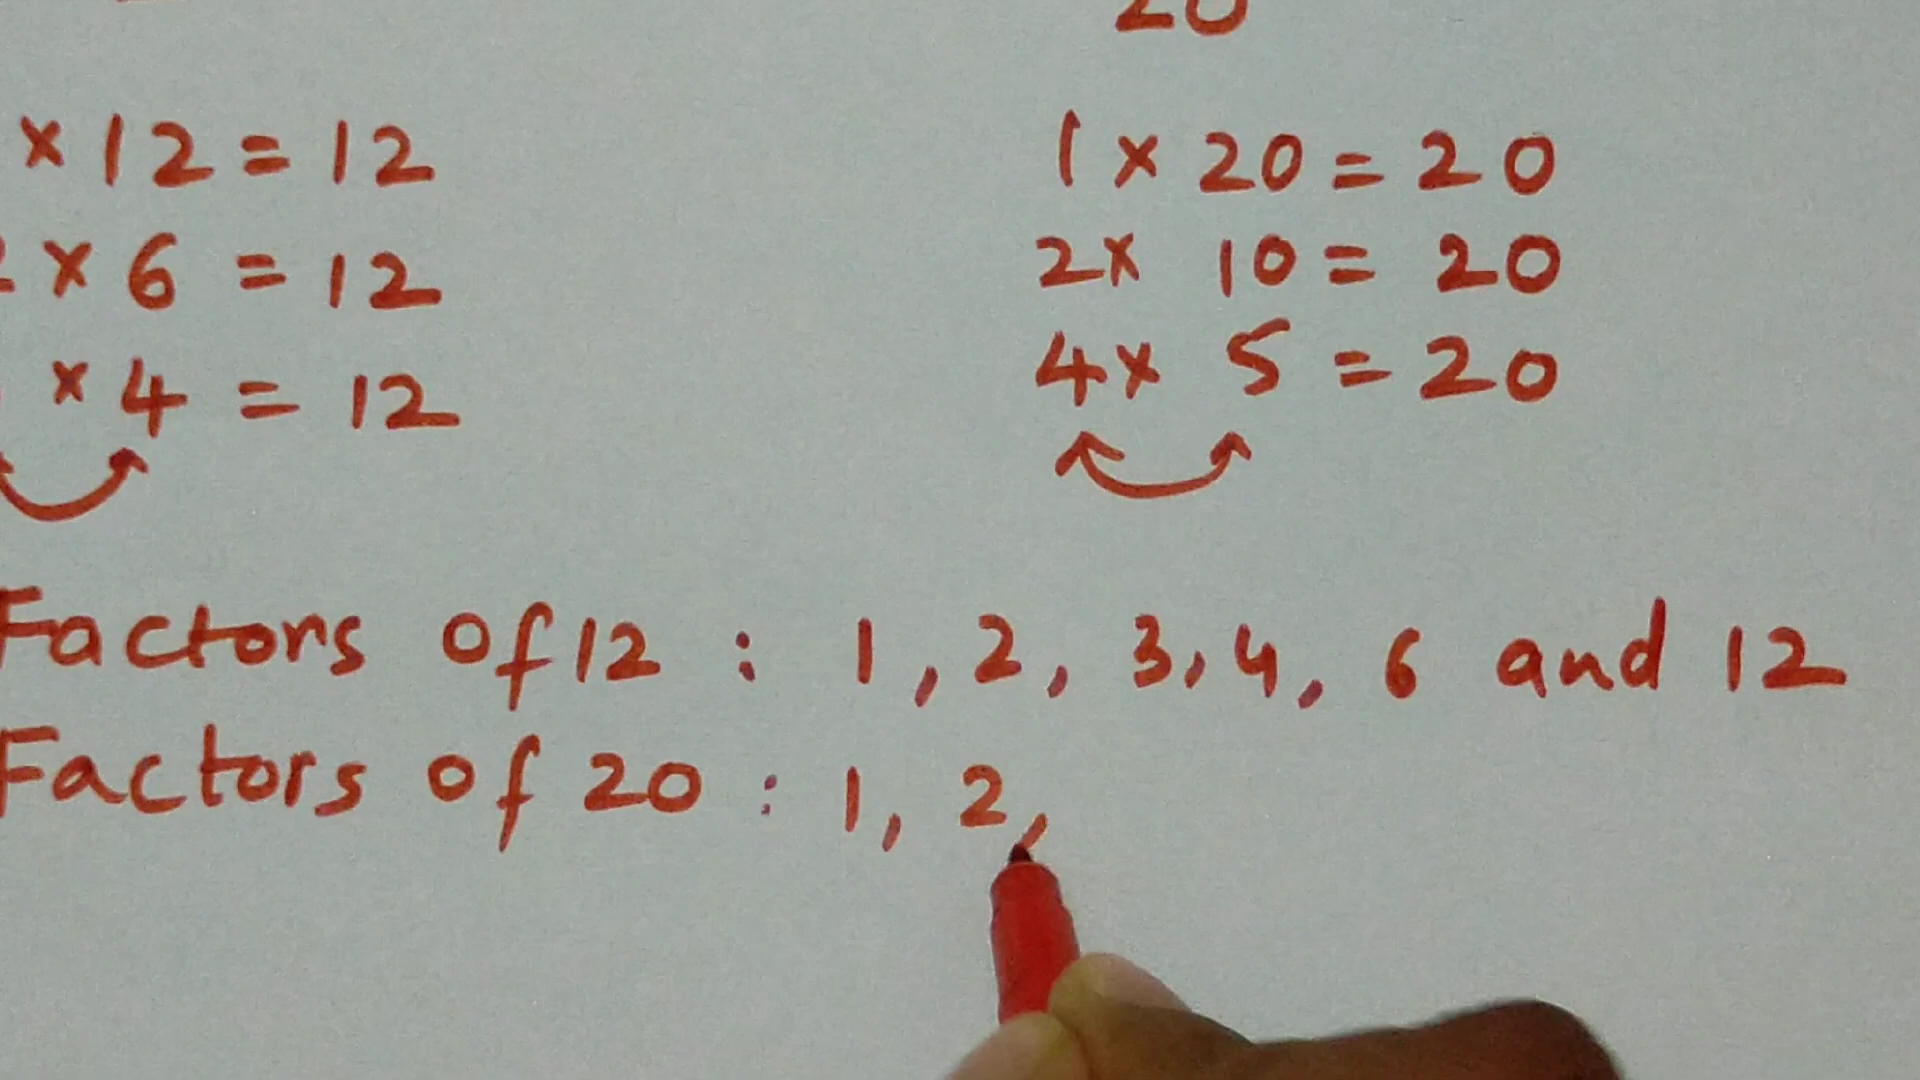 20
× 12 = 12
1 × 20 = 20
2 × 6 = 12
2 × 10 = 20
× 4 = 12
4 × 5 = 20
Factors of 12 : 1, 2, 3, 4, 6 and 12
Factors of 20 : 1, 2,